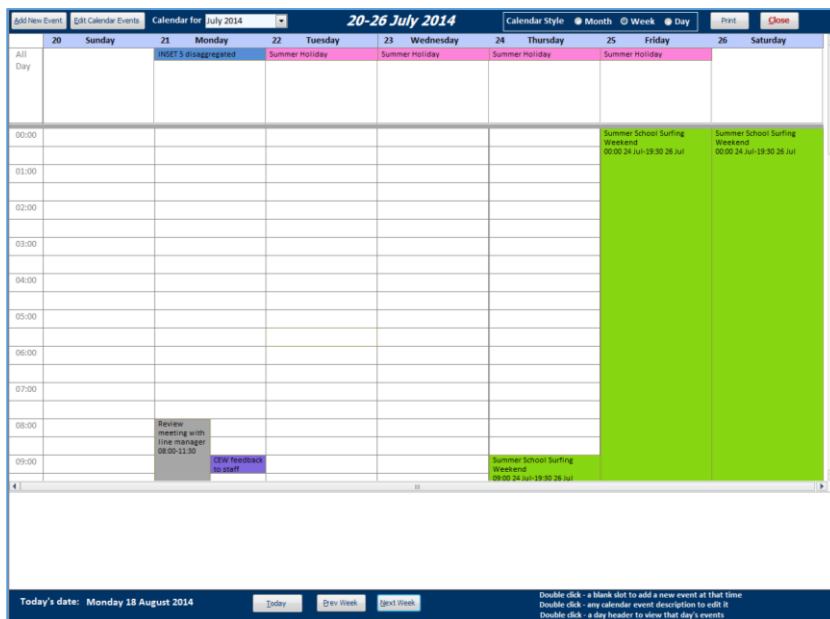 Add New Event Edit Calendar Events Calendar for July 2014 20-26 July 2014 Calendar Style Month Week Day Print Close
20 Sunday 21 Monday 22 Tuesday 23 Wednesday 24 Thursday 25 Friday 26 Saturday
All
Day
INSET 5 disaggregated Summer Holiday Summer Holiday Summer Holiday Summer Holiday
00:00
Summer School Surfing
Weekend
00:00 24 Jul-19:30 26 Jul
Summer School Surfing
Weekend
00:00 24 Jul-19:30 26 Jul
01:00
02:00
03:00
04:00
05:00
06:00
07:00
08:00
Review
meeting with
line manager
08:00-11:30
09:00
CEW feedback
to staff
Summer School Surfing
Weekend
09:00 24 Jul-19:30 26 Jul
Today's date: Monday 18 August 2014 Today Prev Week Next Week
Double click - a blank slot to add a new event at that time
Double click - any calendar event description to edit it
Double click - a day header to view that day's events